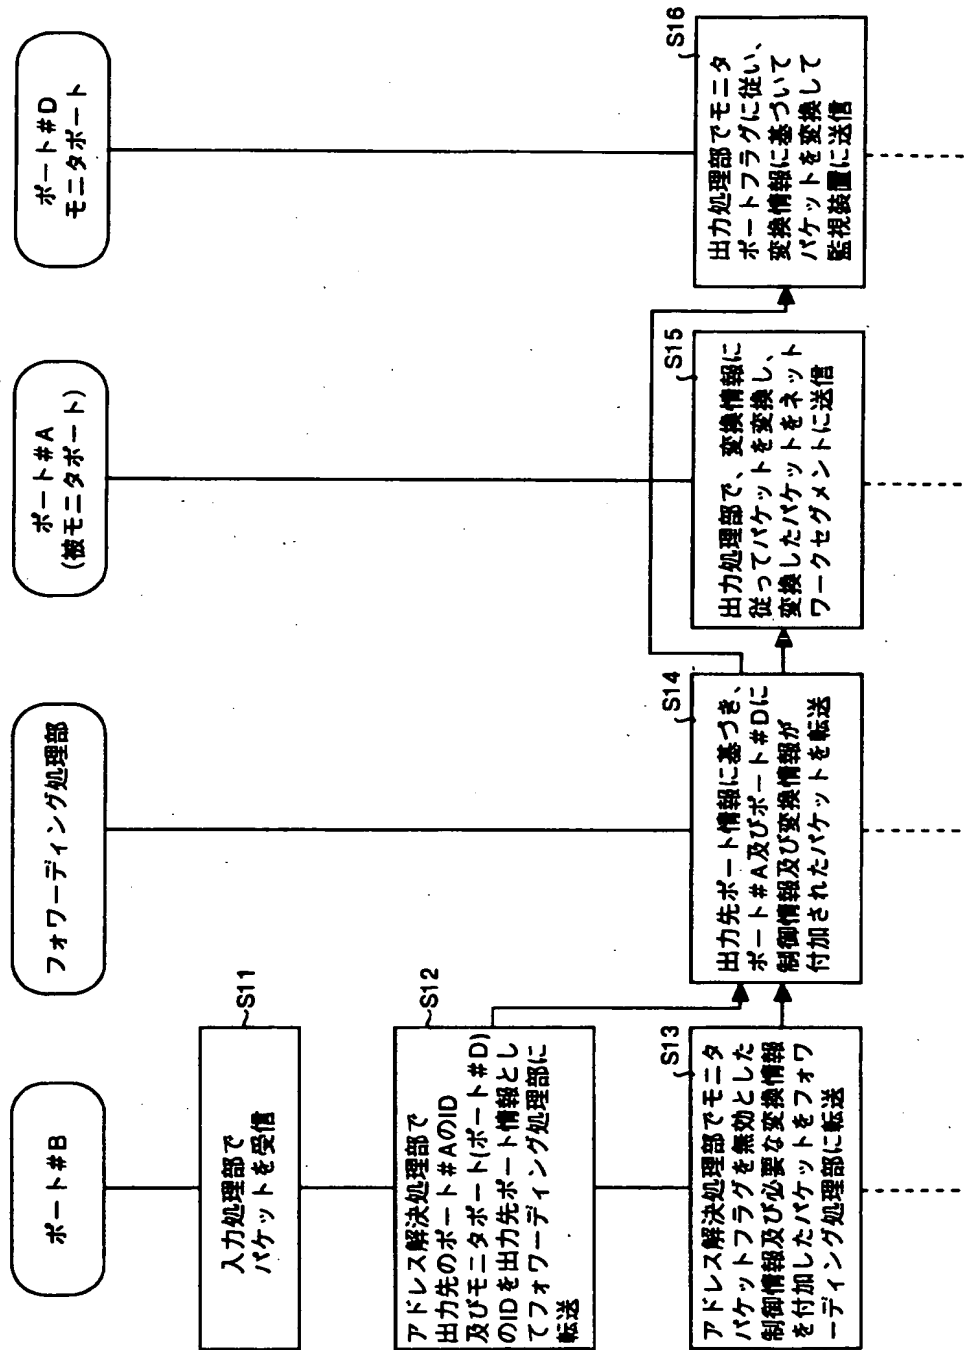 ポート#B
フォワーディング処理部
ポート#A
(被モニタポート)
ポート#D
モニタポート
S11
入力処理部で
パケットを受信
S12
アドレス解決処理部で
出力先のポート#AのID
及びモニタポート(ポート#D)
のIDを出力先ポート情報とし
てフォワーディング処理部に
転送
S13
アドレス解決処理部でモニタ
パケットフラグを無効とした
制御情報及び必要な変換情報
を付加したパケットをフォワ
ーディング処理部に転送
S14
出力先ポート情報に基づき、
ポート#A及びポート#Dに
制御情報及び変換情報が
付加されたパケットを転送
S15
出力処理部で、変換情報に
従ってパケットを変換し、
変換したパケットをネット
ワークセグメントに送信
S16
出力処理部でモニタ
ポートフラグに従い、
変換情報に基づいて
パケットを変換して
監視装置に送信